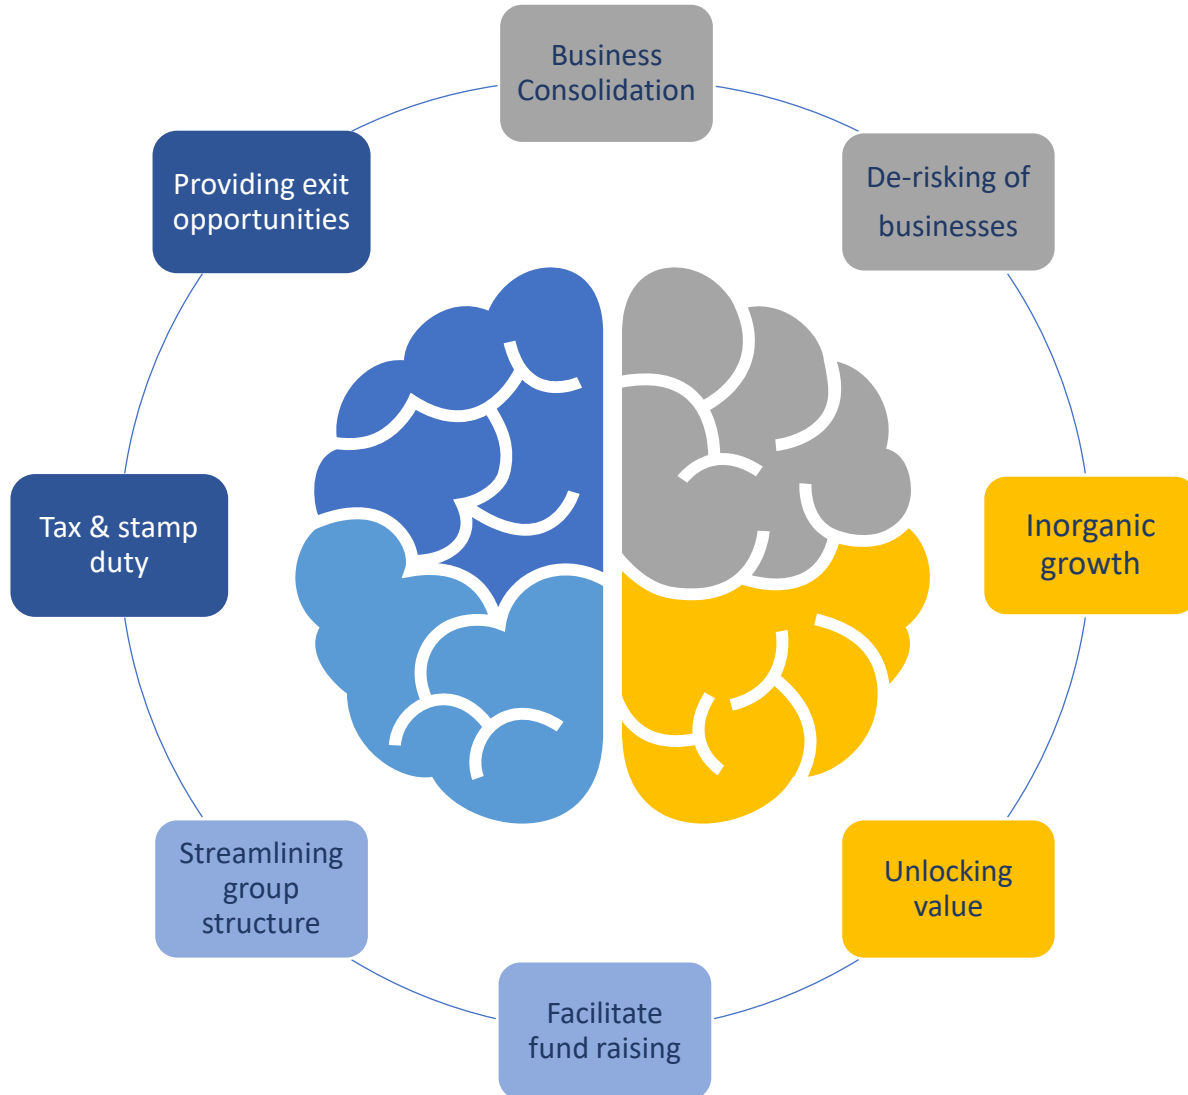 Business
Consolidation
De-risking of
businesses
Inorganic
growth
Unlocking
value
Facilitate
fund raising
Streamlining
group
structure
Tax & stamp
duty
Providing exit
opportunities